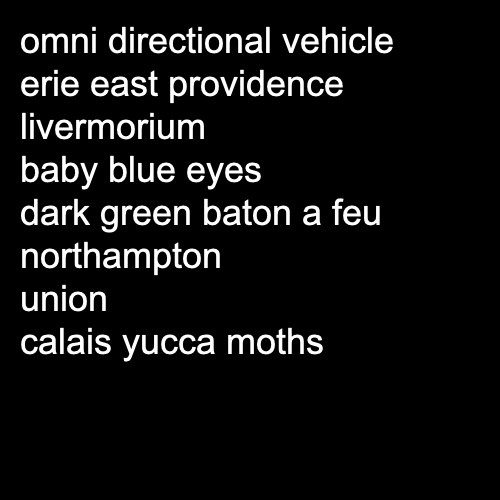 omni directional vehicle
erie east providence
livermorium
baby blue eyes
dark green baton a feu
northampton
union
calais yucca moths